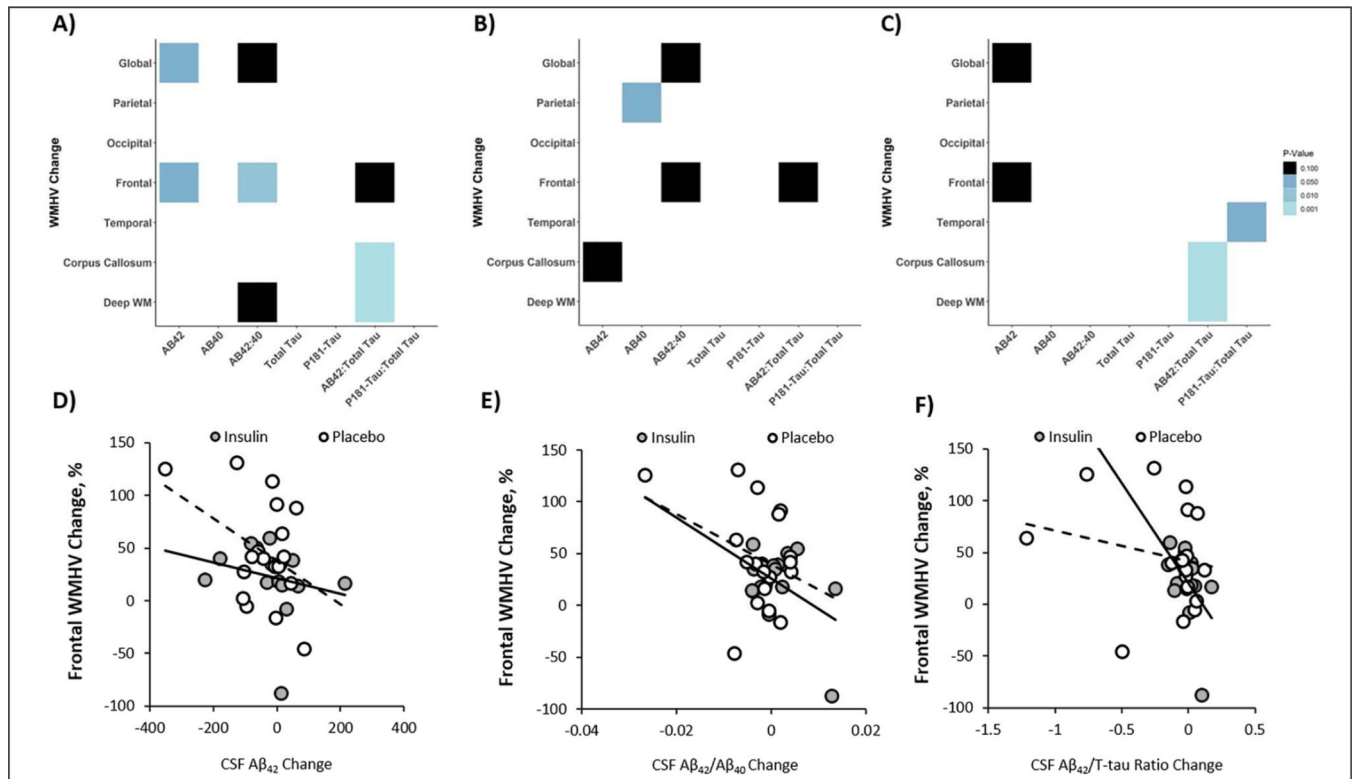 A)
B)
C)
Global
Parietal
Occipital
Frontal
Temporal
Corpus Callosum
Deep WM
WMHV Change
AB42
AB40
AB42:40
Total Tau
P181-Tau
AB42:Total Tau
P181-Tau:Total Tau
Global
Parietal
Occipital
Frontal
Temporal
Corpus Callosum
Deep WM
WMHV Change
AB42
AB40
AB42:40
Total Tau
P181-Tau
AB42:Total Tau
P181-Tau:Total Tau
Global
Parietal
Occipital
Frontal
Temporal
Corpus Callosum
Deep WM
WMHV Change
AB42
AB40
AB42:40
Total Tau
P181-Tau
AB42:Total Tau
P181-Tau:Total Tau
P-Value
0.100
0.050
0.010
0.001
D)
Insulin Placebo
Frontal WMHV Change, %
150
100
50
0
-50
-100
-400 -200 0 200 400
CSF Aβ42 Change
E)
Insulin Placebo
Frontal WMHV Change, %
150
100
50
0
-50
-100
-0.04 -0.02 0 0.02
CSF Aβ42/Aβ40 Change
F)
Insulin Placebo
Frontal WMHV Change, %
150
100
50
0
-50
-100
-1.5 -1 -0.5 0 0.5
CSF Aβ42/T-tau Ratio Change